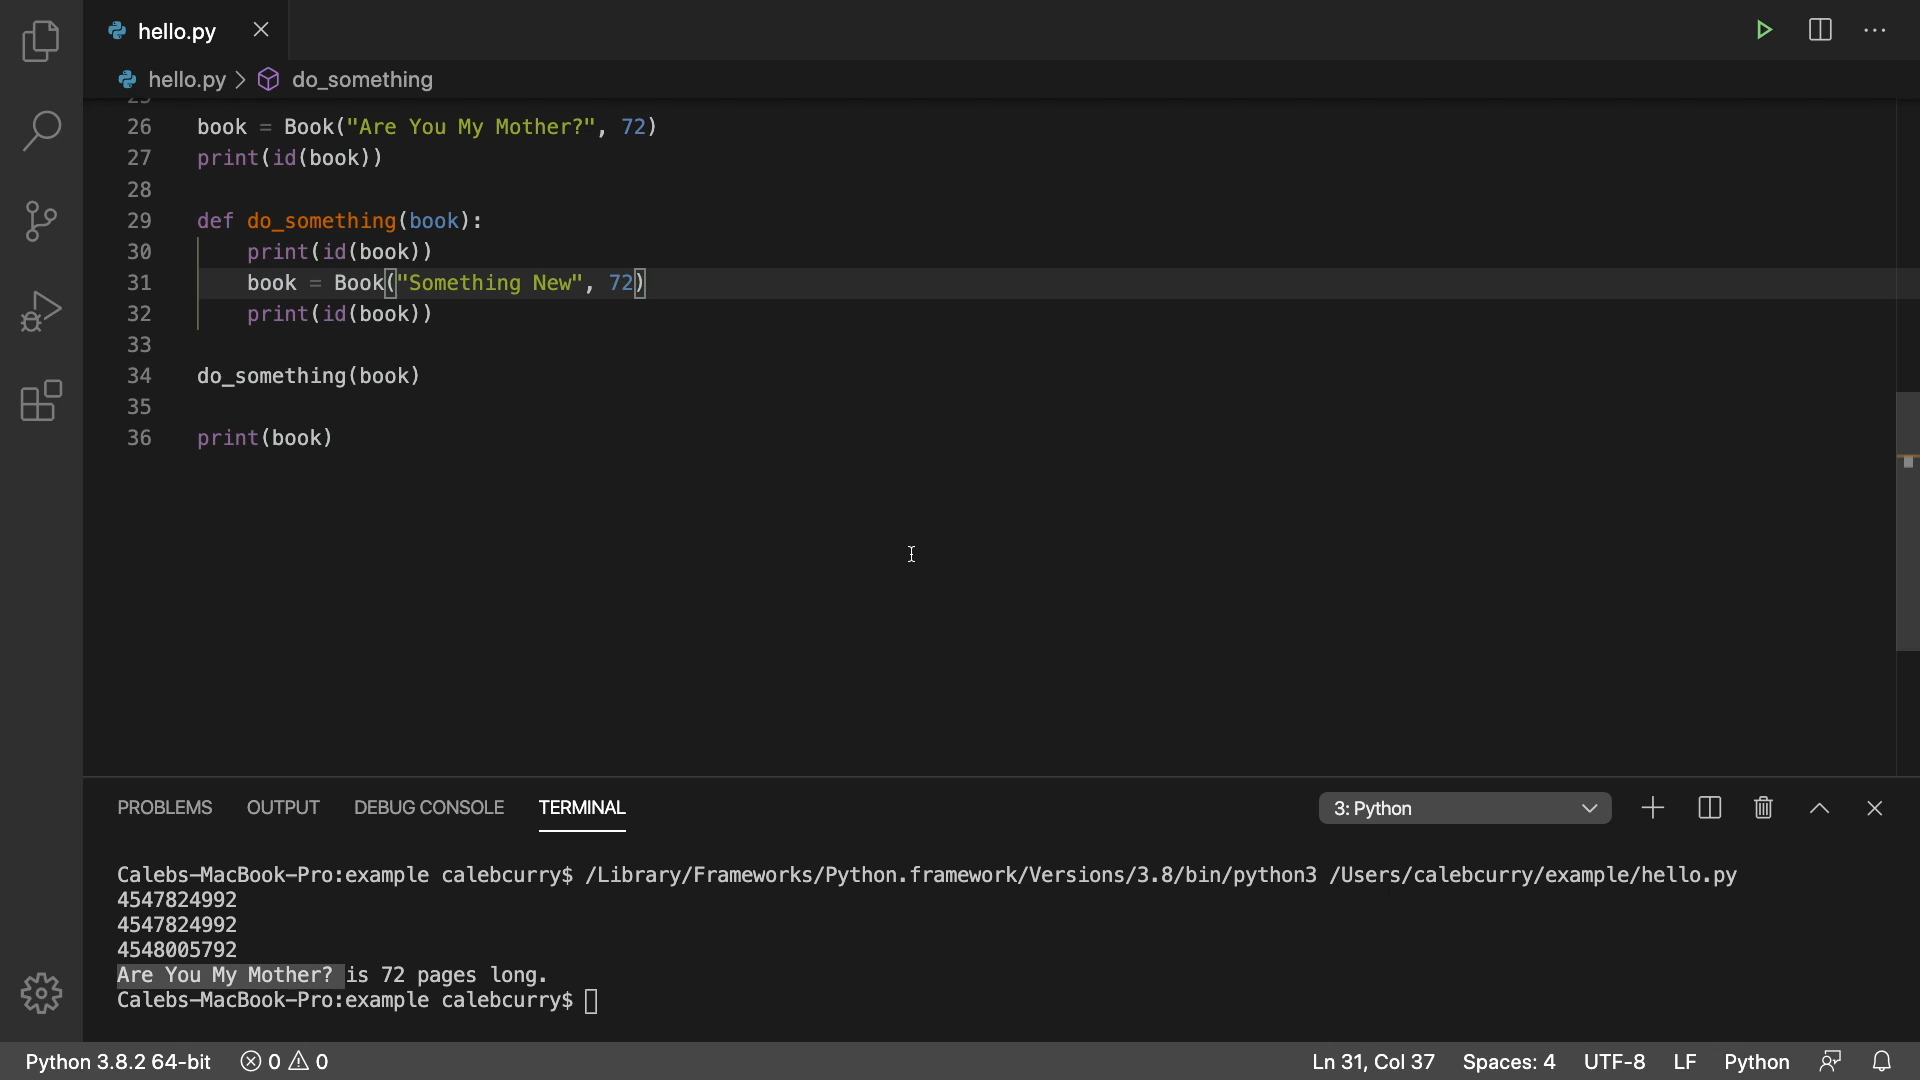 hello.py
hello.py > do_something
26 book = Book("Are You My Mother?", 72)
27 print(id(book))
28
29 def do_something(book):
30     print(id(book))
31     book = Book("Something New", 72)
32     print(id(book))
33
34 do_something(book)
35
36 print(book)
PROBLEMS OUTPUT DEBUG CONSOLE TERMINAL 3: Python
Calebs-MacBook-Pro:example calebcurry$ /Library/Frameworks/Python.framework/Versions/3.8/bin/python3 /Users/calebcurry/example/hello.py
4547824992
4547824992
4548005792
Are You My Mother? is 72 pages long.
Calebs-MacBook-Pro:example calebcurry$
Python 3.8.2 64-bit 0 0 Ln 31, Col 37 Spaces: 4 UTF-8 LF Python